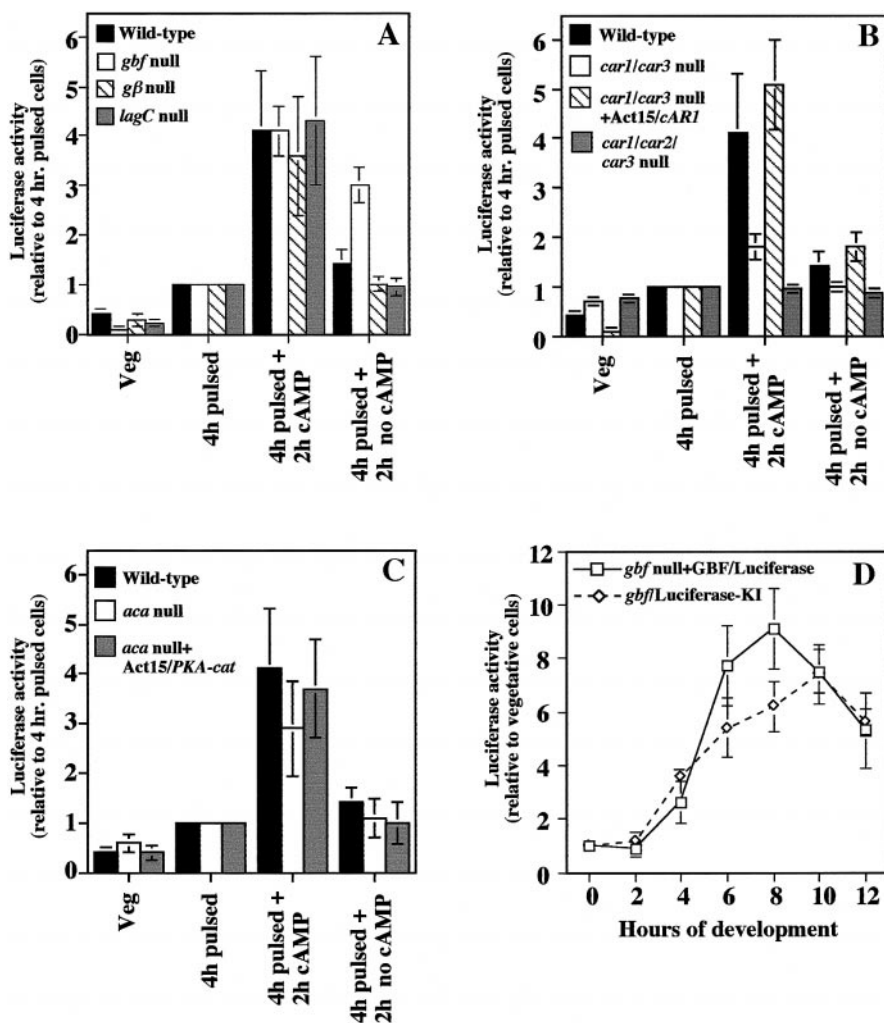 A
Wild-type
gbf null
gβ null
lagC null
Luciferase activity
(relative to 4 hr. pulsed cells)
6
5
4
3
2
1
0
Veg
4h pulsed
4h pulsed +
2h cAMP
4h pulsed +
2h no cAMP
B
Wild-type
car1/car3 null
car1/car3 null
+Act15/cAR1
car1/car2/
car3 null
Luciferase activity
(relative to 4 hr. pulsed cells)
6
5
4
3
2
1
0
Veg
4h pulsed
4h pulsed +
2h cAMP
4h pulsed +
2h no cAMP
C
Wild-type
aca null
aca null+
Act15/PKA-cat
Luciferase activity
(relative to 4 hr. pulsed cells)
6
5
4
3
2
1
0
Veg
4h pulsed
4h pulsed +
2h cAMP
4h pulsed +
2h no cAMP
D
gbf null+GBF/Luciferase
gbf/Luciferase-KI
Luciferase activity
(relative to vegetative cells)
12
10
8
6
4
2
0
0 2 4 6 8 10 12
Hours of development